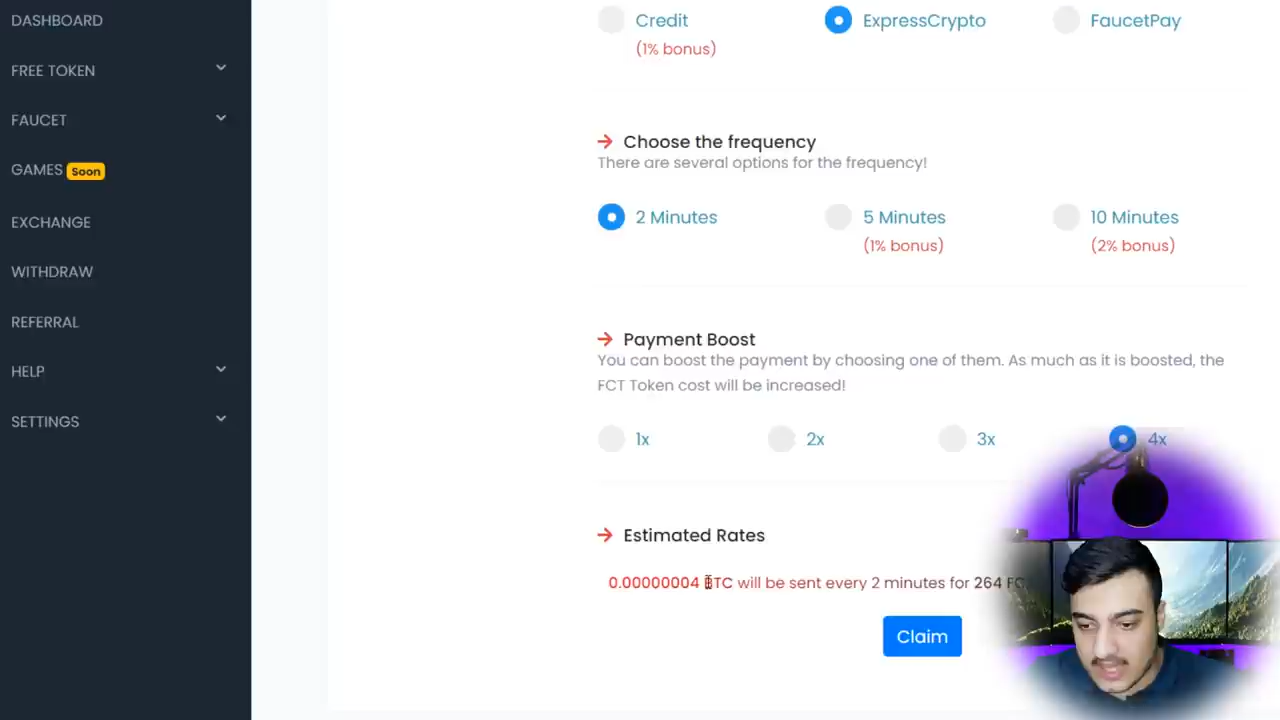 DASHBOARD
FREE TOKEN
FAUCET
GAMES Soon
EXCHANGE
WITHDRAW
REFERRAL
HELP
SETTINGS
Credit
(1% bonus)
ExpressCrypto
FaucetPay
Choose the frequency
There are several options for the frequency!
2 Minutes
5 Minutes
(1% bonus)
10 Minutes
(2% bonus)
Payment Boost
You can boost the payment by choosing one of them. As much as it is boosted, the
FCT Token cost will be increased!
1x
2x
3x
4x
Estimated Rates
0.00000004 BTC will be sent every 2 minutes for 264
Claim